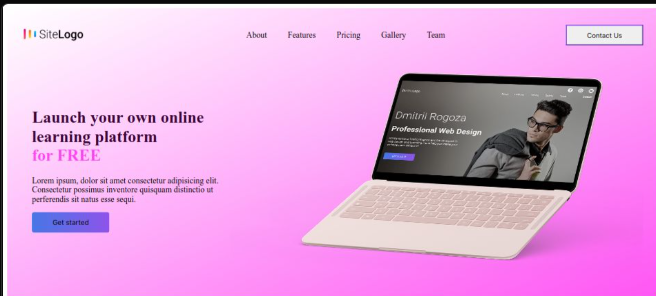 SiteLogo
About Features Pricing Gallery Team
Contact Us
Launch your own online
learning platform
for FREE
Lorem ipsum, dolor sit amet consectetur adipisicing elit.
Consectetur possimus inventore quisquam distinctio ut
perferendis sit natus esse sequi.
Get started
Dmitrii Rogoza
Professional Web Design